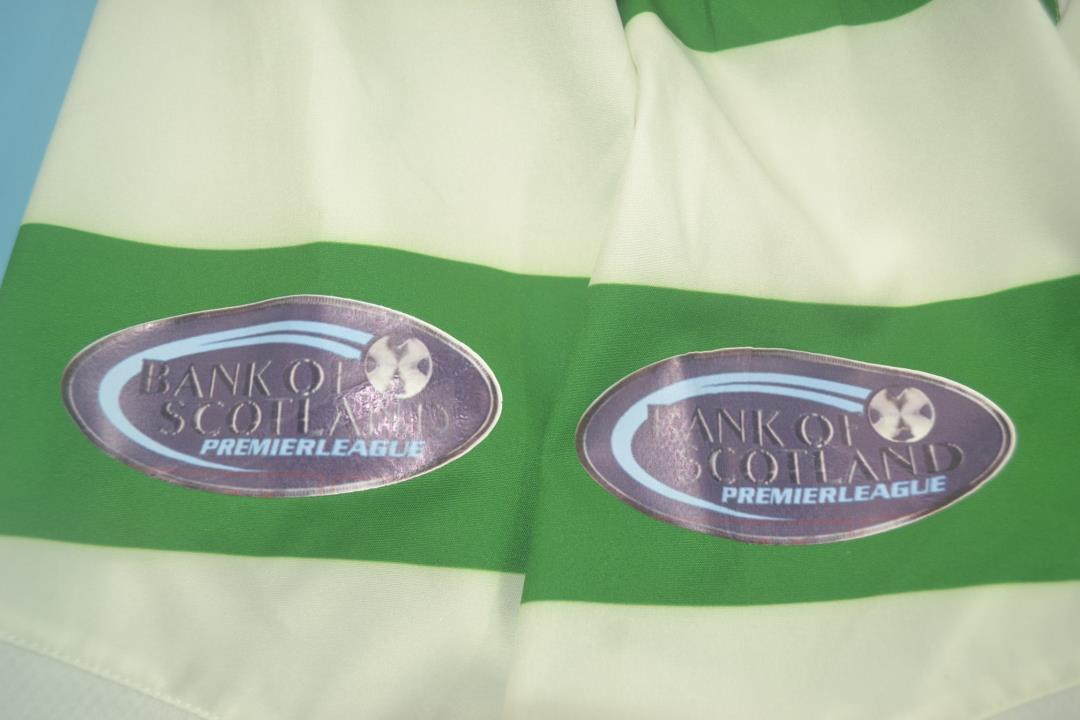 BANK OF
SCOTLAND
PREMIERLEAGUE
BANK OF
SCOTLAND
PREMIERLEAGUE